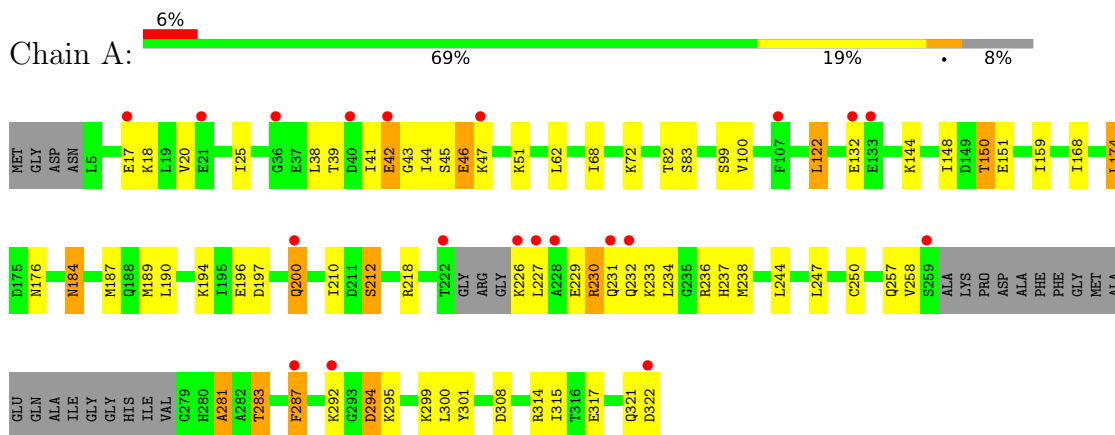 6%
Chain A:
69% 19% • 8%
MET GLY ASP ASN L5 E17 K18 L19 V20 E21 I25 G36 E37 L38 T39 D40 I41 E42 G43 I44 S45 E46 K47 K51 L62 I68 K72 T82 S83 S99 V100 F107 L122 E132 E133 K144 I148 D149 T150 E151 I159 I168 L174
D175 N176 N184 M187 Q188 M189 L190 K194 I195 E196 D197 Q200 I210 D211 S212 R218 T222 GLY ARG GLY K226 L227 A228 E229 R230 Q231 Q232 K233 L234 G235 R236 H237 M238 L244 L247 C250 Q257 V258 S259 ALA LYS PRO ASP ALA PHE PHE GLY MET ALA
GLU GLN ALA ILE GLY GLY HIS ILE VAL G279 H280 A281 A282 T283 F287 K292 G293 D294 K295 K299 L300 Y301 D308 R314 I315 T316 E317 Q321 D322